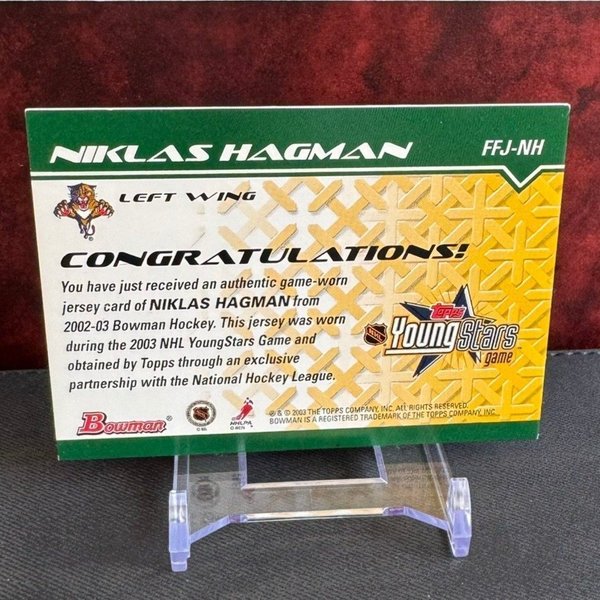 NIKLAS HAGMAN
FFJ-NH
LEFT WING
CONGRATULATIONS!
You have just received an authentic game-worn
jersey card of NIKLAS HAGMAN from
2002-03 Bowman Hockey. This jersey was worn
during the 2003 NHL YoungStars Game and
obtained by Topps through an exclusive
partnership with the National Hockey League.
Topps
NHL
YoungStars
game
Bowman®
NHLPA
® & © 2003 THE TOPPS COMPANY, INC. ALL RIGHTS RESERVED.
BOWMAN IS A REGISTERED TRADEMARK OF THE TOPPS COMPANY, INC.